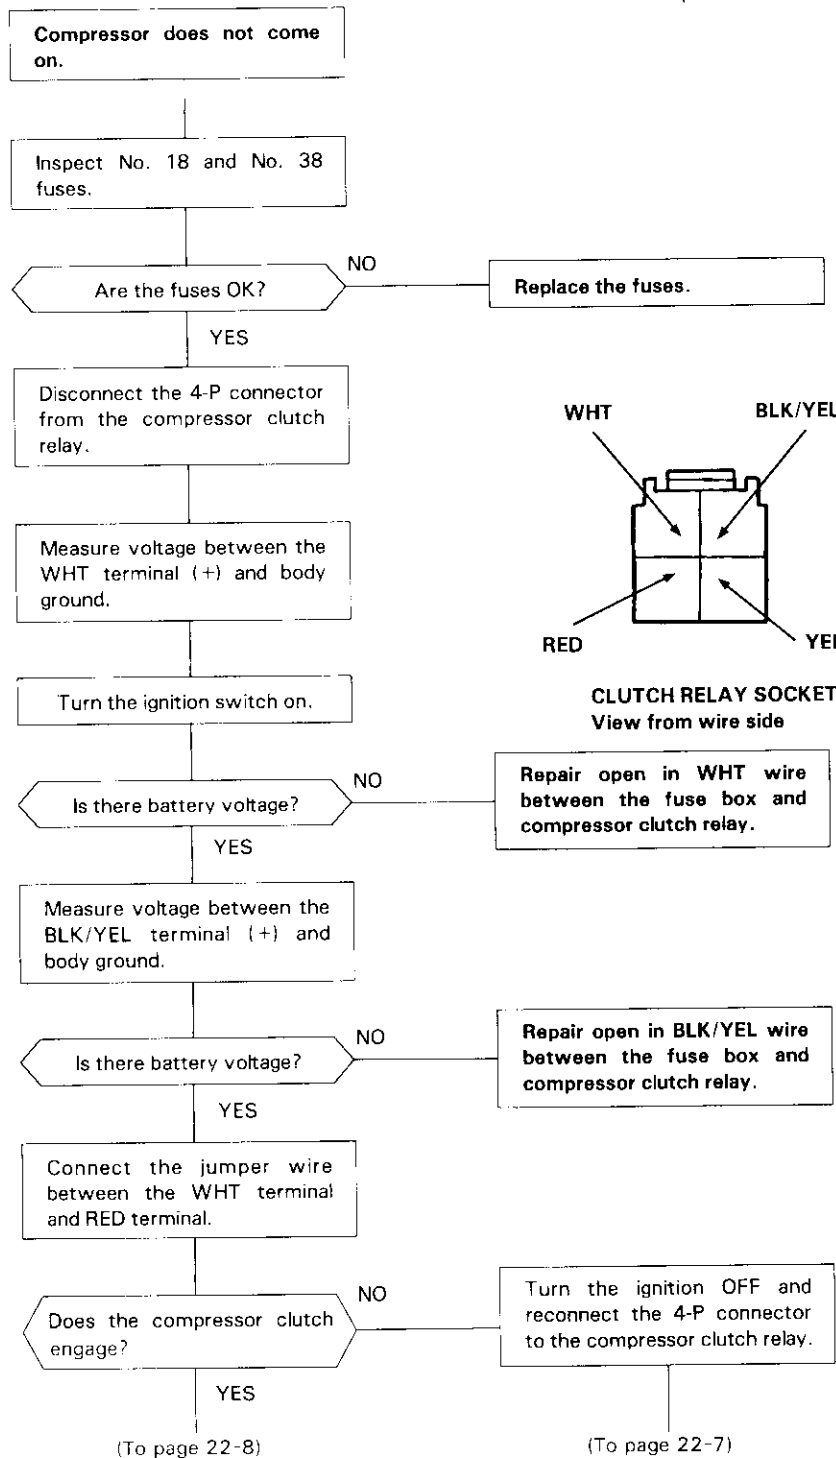 Compressor does not come
on.
Inspect No. 18 and No. 38
fuses.
Are the fuses OK?
NO
Replace the fuses.
YES
Disconnect the 4-P connector
from the compressor clutch
relay.
WHT
BLK/YEL
RED
YEL
CLUTCH RELAY SOCKET
View from wire side
Measure voltage between the
WHT terminal (+) and body
ground.
Turn the ignition switch on.
Is there battery voltage?
NO
Repair open in WHT wire
between the fuse box and
compressor clutch relay.
YES
Measure voltage between the
BLK/YEL terminal (+) and
body ground.
Is there battery voltage?
NO
Repair open in BLK/YEL wire
between the fuse box and
compressor clutch relay.
YES
Connect the jumper wire
between the WHT terminal
and RED terminal.
Does the compressor clutch
engage?
NO
Turn the ignition OFF and
reconnect the 4-P connector
to the compressor clutch relay.
YES
(To page 22-8)
(To page 22-7)